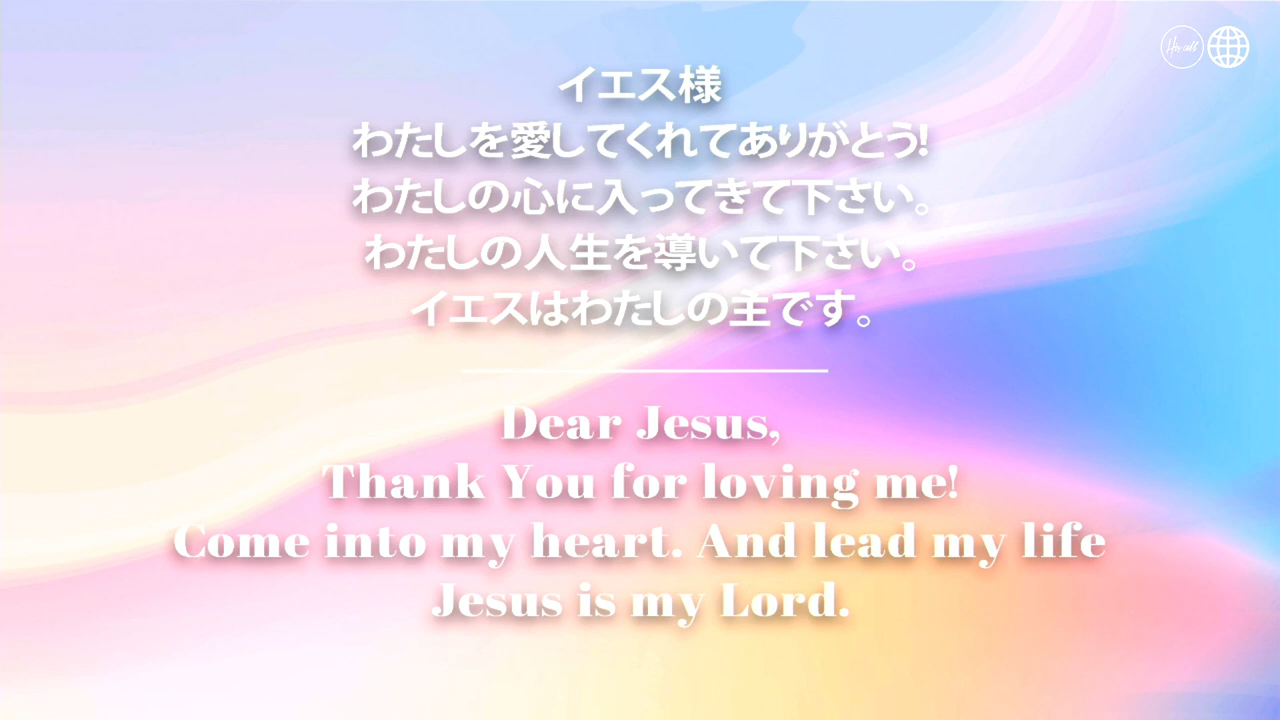 イエス様
わたしを愛してくれてありがとう!
わたしの心に入ってきて下さい。
わたしの人生を導いて下さい。
イエスはわたしの主です。
Dear Jesus,
Thank You for loving me!
Come into my heart. And lead my life
Jesus is my Lord.